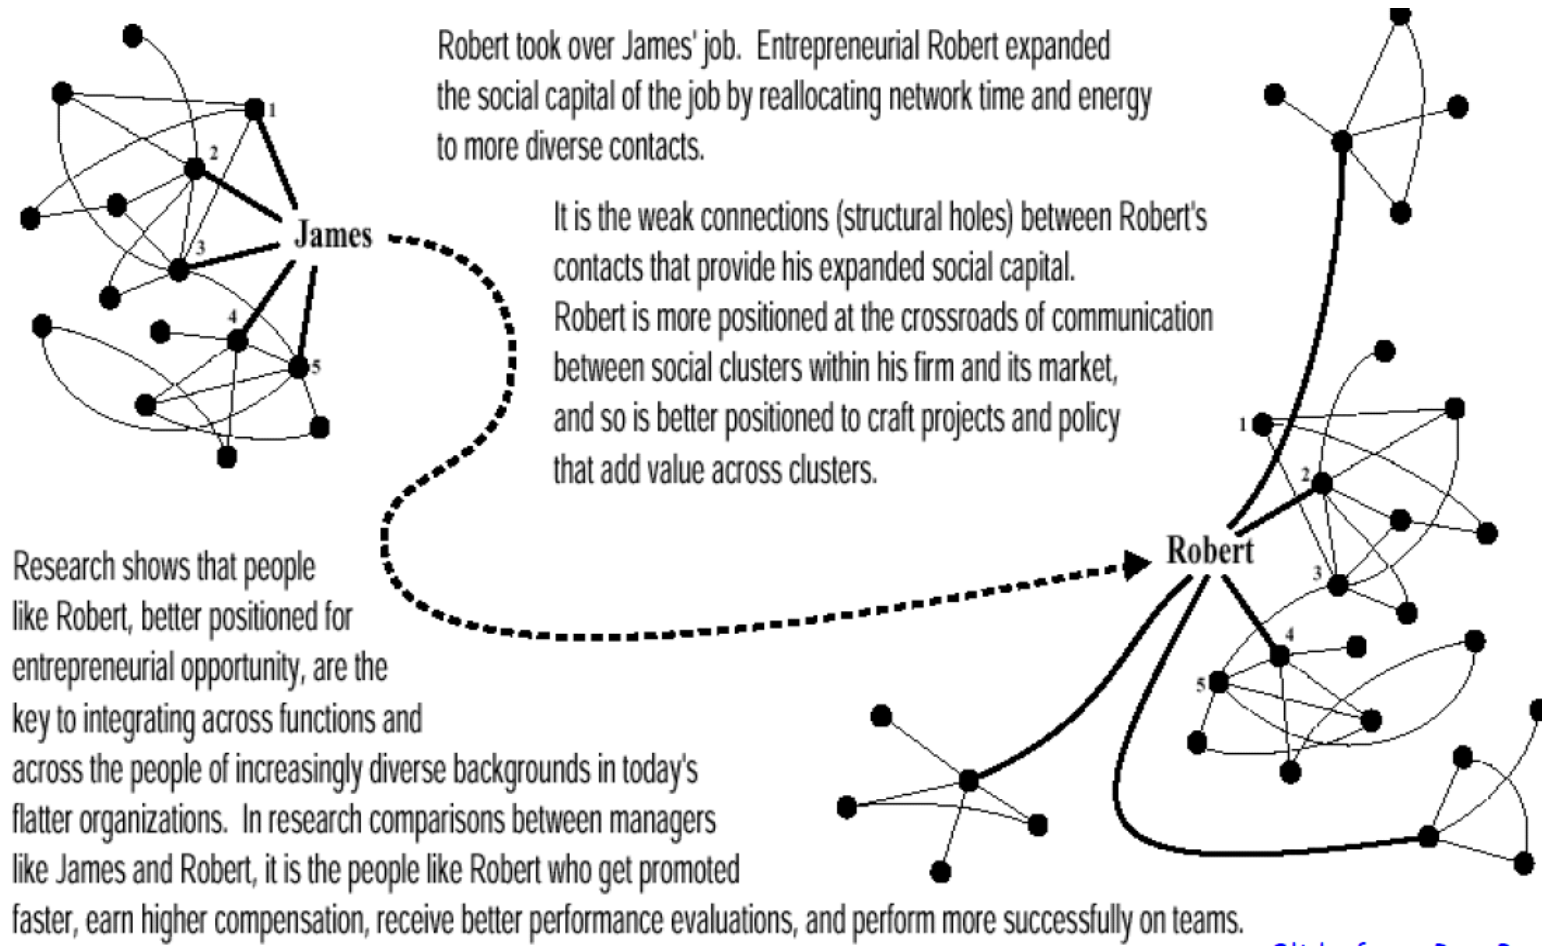 Robert took over James' job. Entrepreneurial Robert expanded
the social capital of the job by reallocating network time and energy
to more diverse contacts.
It is the weak connections (structural holes) between Robert's
contacts that provide his expanded social capital.
Robert is more positioned at the crossroads of communication
between social clusters within his firm and its market,
and so is better positioned to craft projects and policy
that add value across clusters.
1
2
3
James
4
5
1
2
Robert
3
4
5
Research shows that people
like Robert, better positioned for
entrepreneurial opportunity, are the
key to integrating across functions and
across the people of increasingly diverse backgrounds in today's
flatter organizations. In research comparisons between managers
like James and Robert, it is the people like Robert who get promoted
faster, earn higher compensation, receive better performance evaluations, and perform more successfully on teams.